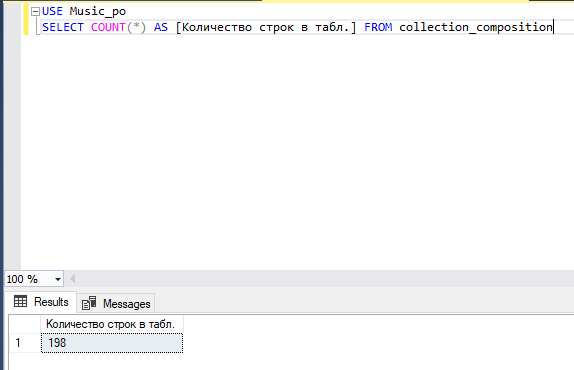 USE Music_po
SELECT COUNT(*) AS [Количество строк в табл.] FROM collection_composition
100 %
Results Messages
Количество строк в табл.
1 198